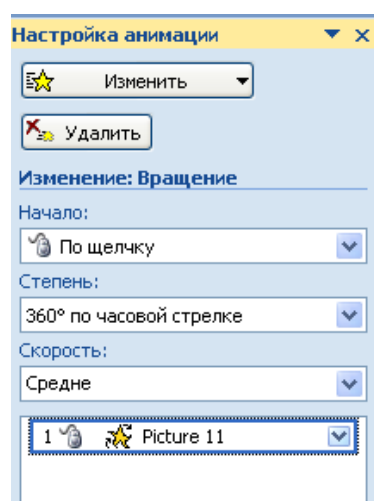 Настройка анимации
Изменить
Удалить
Изменение: Вращение
Начало:
По щелчку
Степень:
360° по часовой стрелке
Скорость:
Средне
1 Picture 11